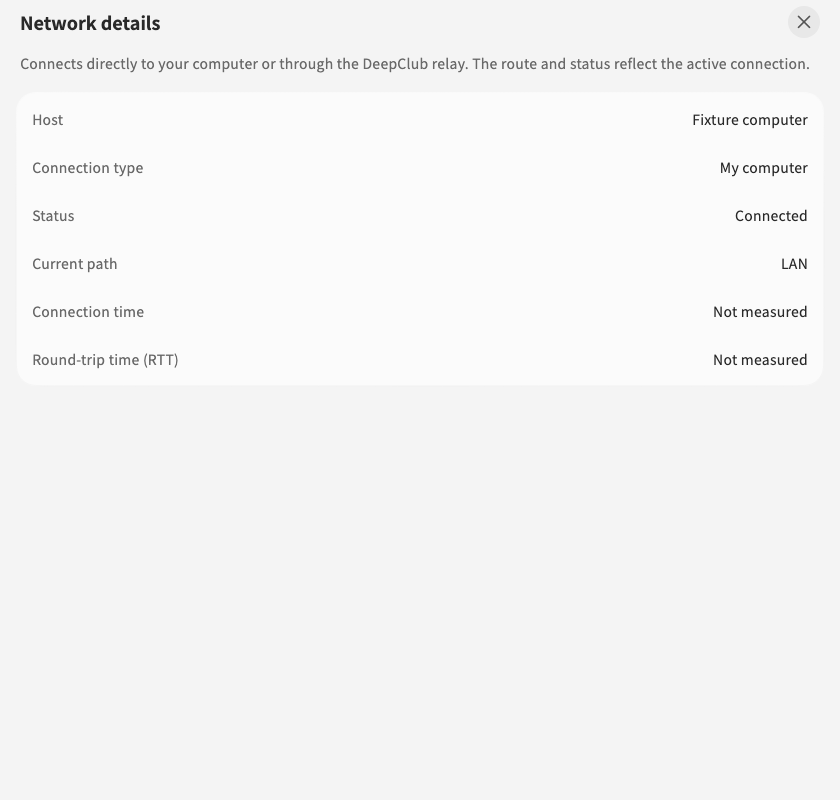 Network details
Connects directly to your computer or through the DeepClub relay. The route and status reflect the active connection.
Host Fixture computer
Connection type My computer
Status Connected
Current path LAN
Connection time Not measured
Round-trip time (RTT) Not measured